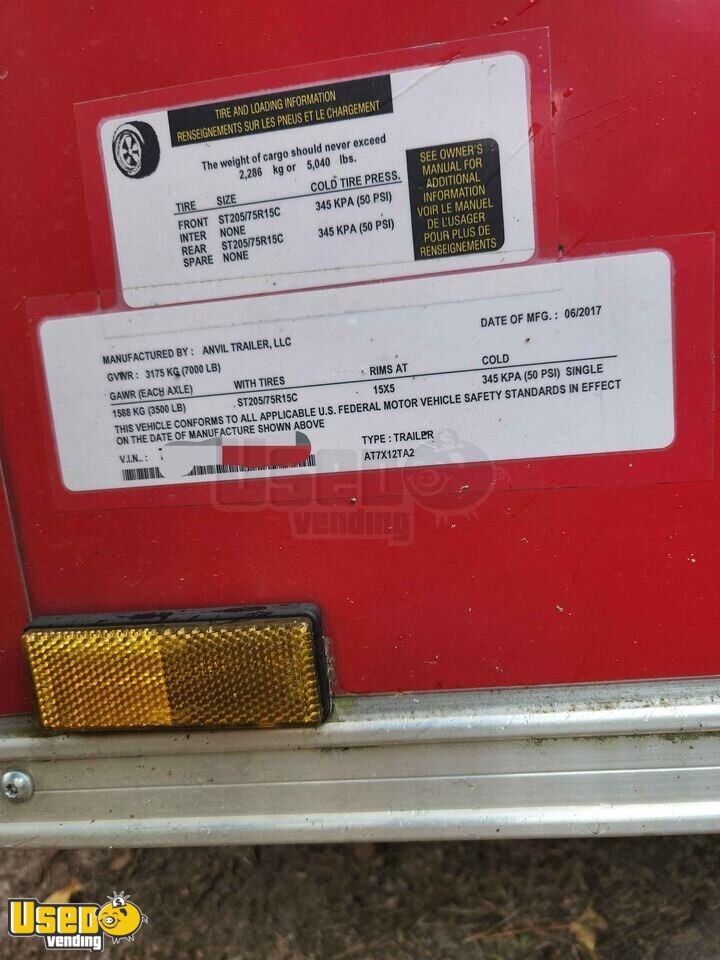 TIRE AND LOADING INFORMATION
RENSEIGNEMENTS SUR LES PNEUS ET LE CHARGEMENT
The weight of cargo should never exceed
2,286 kg or 5,040 lbs.
TIRE SIZE COLD TIRE PRESS.
FRONT ST205/75R15C 345 KPA (50 PSI)
INTER NONE
REAR ST205/75R15C 345 KPA (50 PSI)
SPARE NONE
SEE OWNER'S
MANUAL FOR
ADDITIONAL
INFORMATION
VOIR LE MANUEL
DE L'USAGER
POUR PLUS DE
RENSEIGNEMENTS
MANUFACTURED BY : ANVIL TRAILER, LLC DATE OF MFG. : 06/2017
GVWR : 3175 KG (7000 LB)
GAWR (EACH AXLE) WITH TIRES RIMS AT COLD
1588 KG (3500 LB) ST205/75R15C 15X5 345 KPA (50 PSI) SINGLE
THIS VEHICLE CONFORMS TO ALL APPLICABLE U.S. FEDERAL MOTOR VEHICLE SAFETY STANDARDS IN EFFECT
ON THE DATE OF MANUFACTURE SHOWN ABOVE
V.I.N.. : TYPE : TRAILER
AT7X12TA2
Used
vending
Used
vending